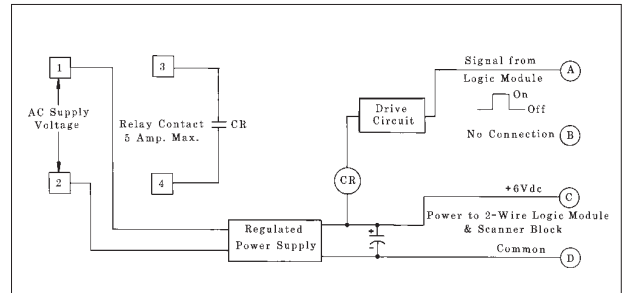 1
AC Supply
Voltage
2
3
Relay Contact
5 Amp. Max.
CR
4
Signal from
Logic Module
A
On
Off
Drive
Circuit
No Connection
B
CR
+6Vdc
C
Power to 2-Wire Logic Module
& Scanner Block
Regulated
Power Supply
+
-
Common
D